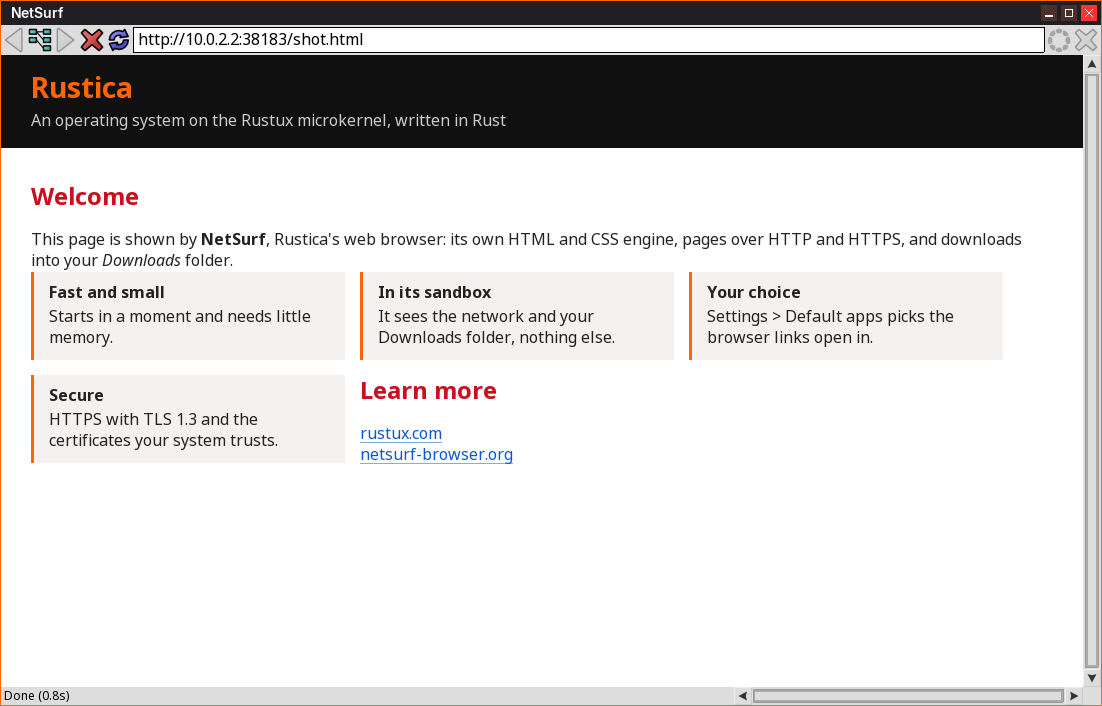 NetSurf
http://10.0.2.2:38183/shot.html
Rustica
An operating system on the Rustux microkernel, written in Rust
Welcome
This page is shown by NetSurf, Rustica's web browser: its own HTML and CSS engine, pages over HTTP and HTTPS, and downloads
into your Downloads folder.
Fast and small
Starts in a moment and needs little
memory.
In its sandbox
It sees the network and your
Downloads folder, nothing else.
Your choice
Settings > Default apps picks the
browser links open in.
Secure
HTTPS with TLS 1.3 and the
certificates your system trusts.
Learn more
rustux.com
netsurf-browser.org
Done (0.8s)